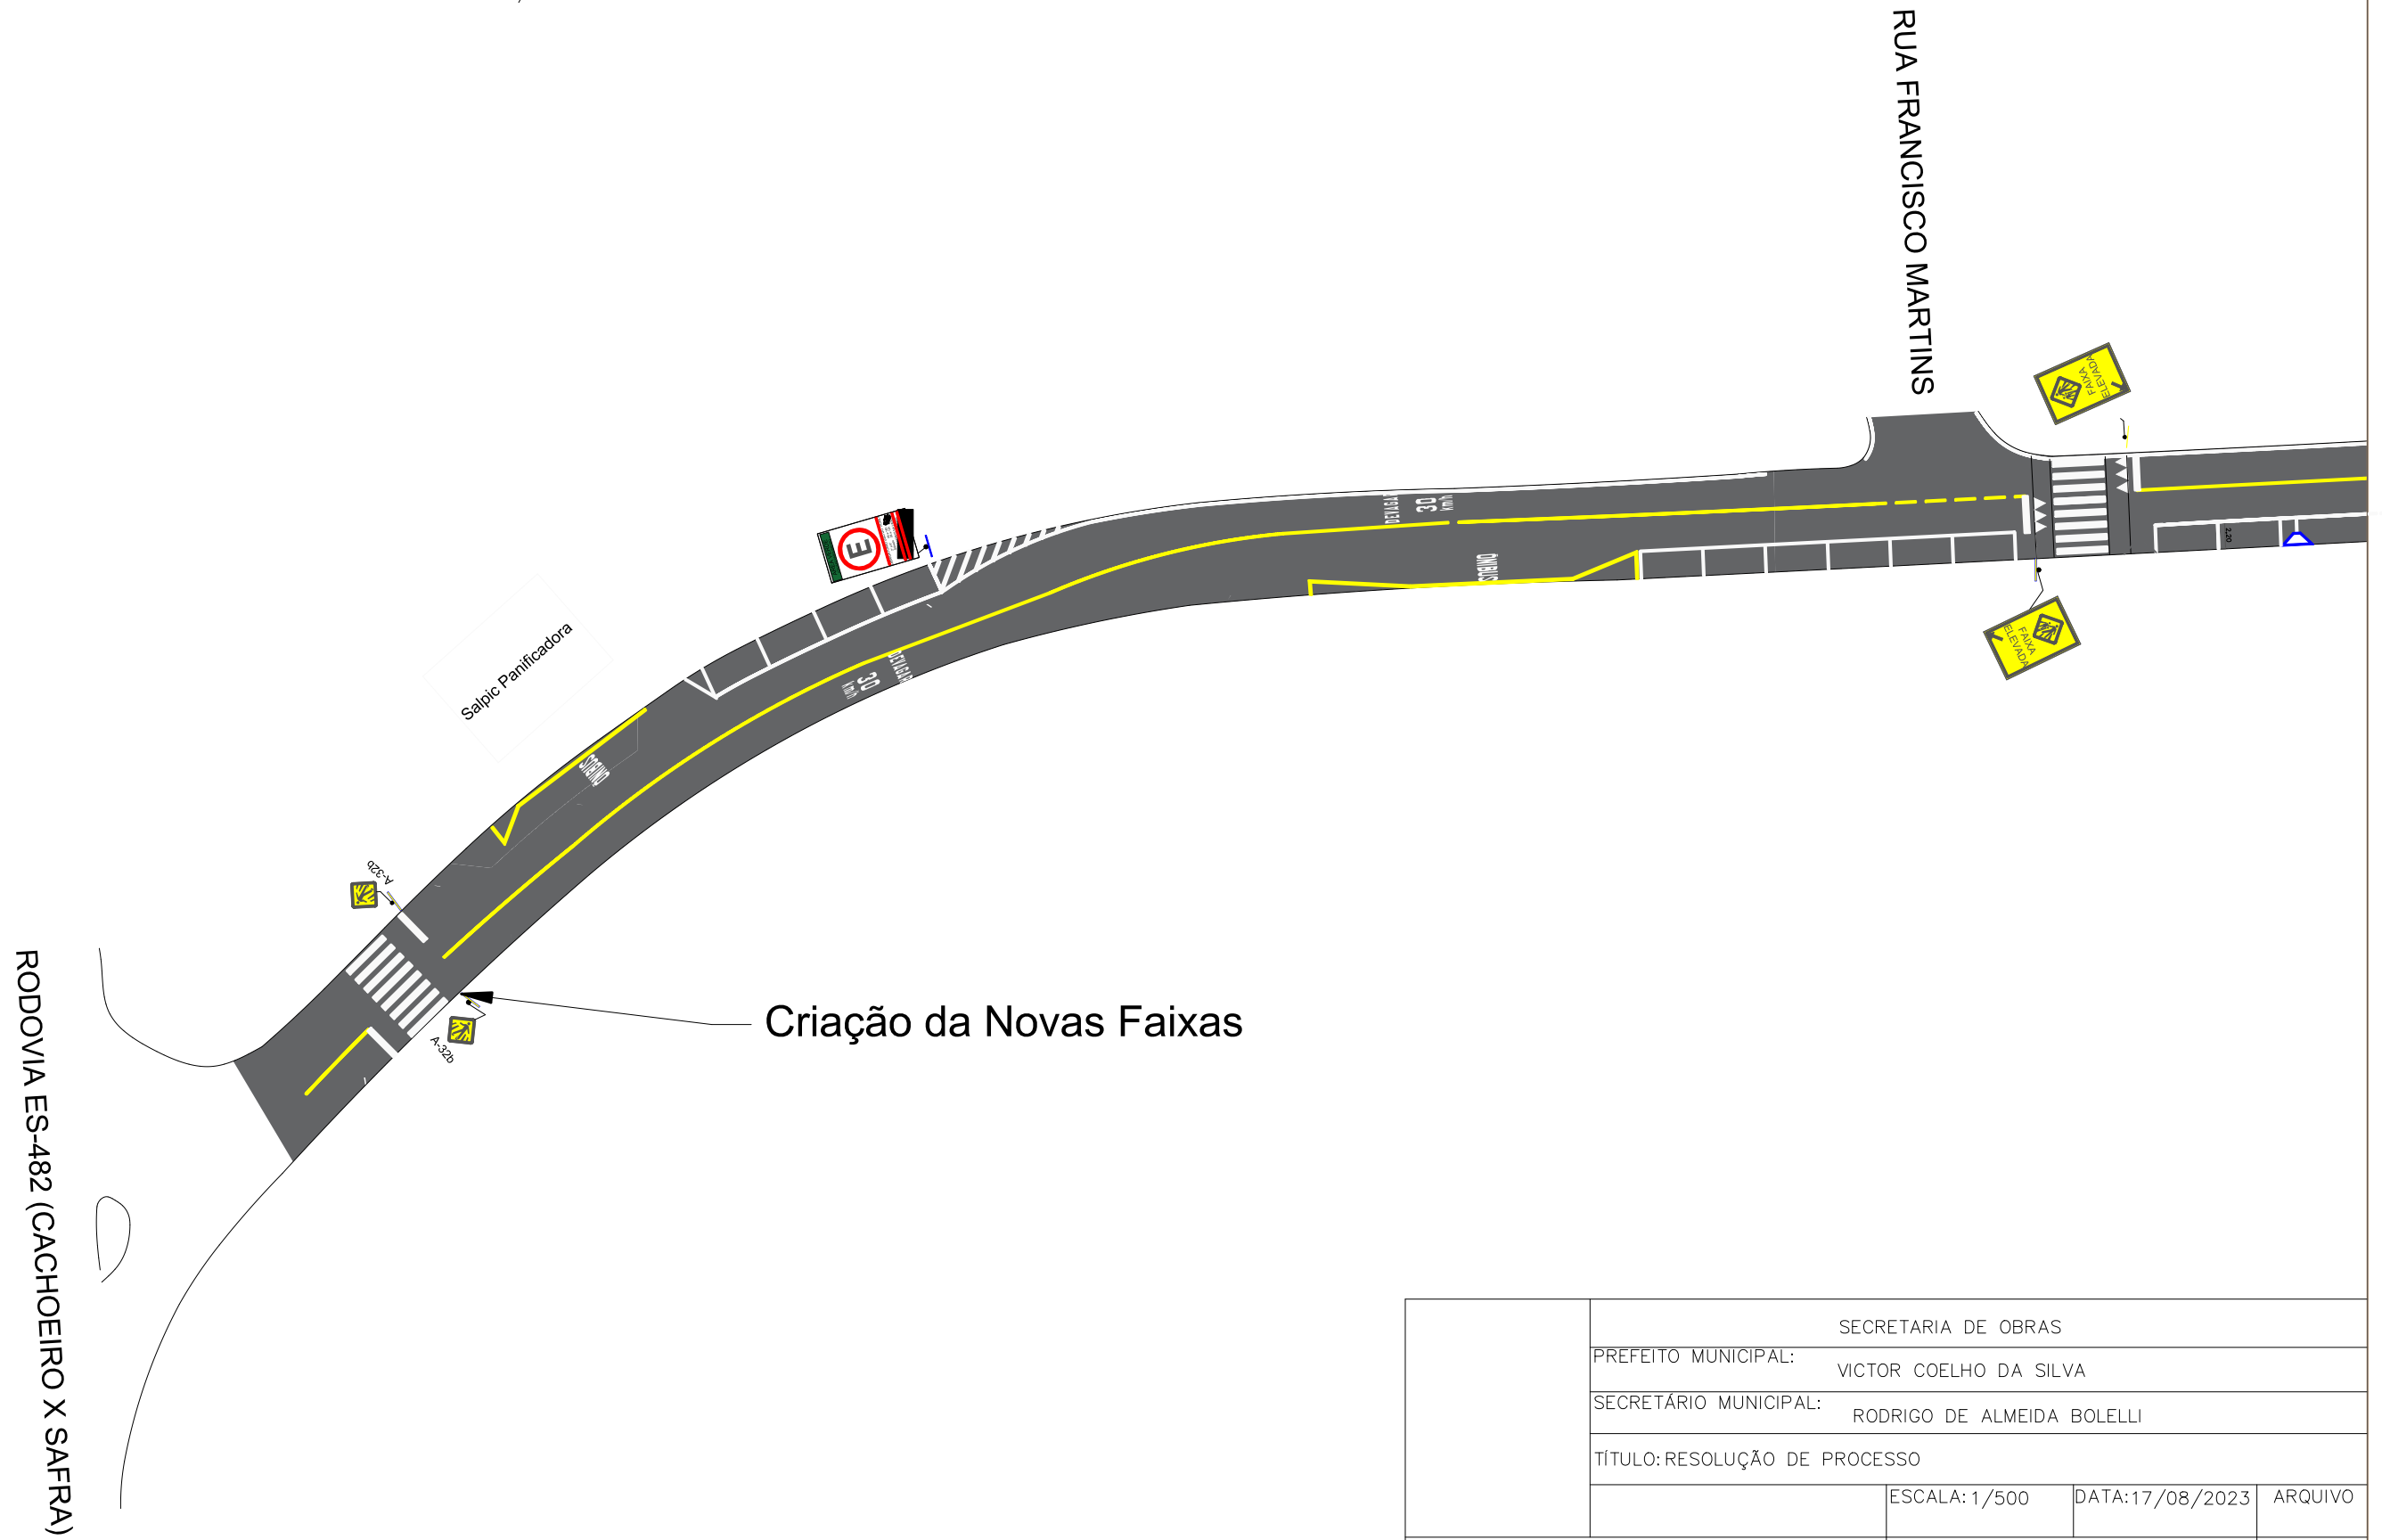 RUA FRANCISCO MARTINS
FAIXA
ELEVADA
DEVAGAR
30
km/h
E
ÔNIBUS
2.20
FAIXA
ELEVADA
Salpic Panificadora
DEVAGAR
30
km/h
ÔNIBUS
A-32b
A-32b
Criação da Novas Faixas
RODOVIA ES-482 (CACHOEIRO X SAFRA)
SECRETARIA DE OBRAS
PREFEITO MUNICIPAL: VICTOR COELHO DA SILVA
SECRETÁRIO MUNICIPAL: RODRIGO DE ALMEIDA BOLELLI
TÍTULO: RESOLUÇÃO DE PROCESSO
ESCALA: 1/500 DATA: 17/08/2023 ARQUIVO